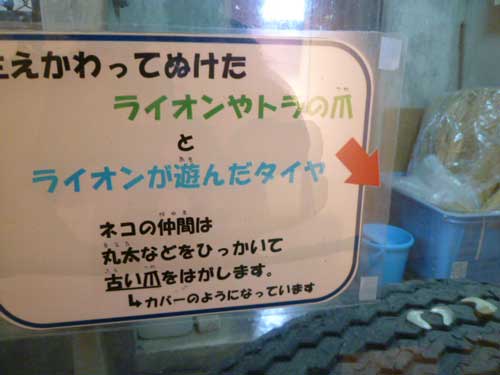 えかわってぬけた
ライオンやトラの爪
と
ライオンが遊んだタイヤ
ネコの仲間は
丸太などをひっかいて
古い爪をはがします。
↳カバーのようになっています